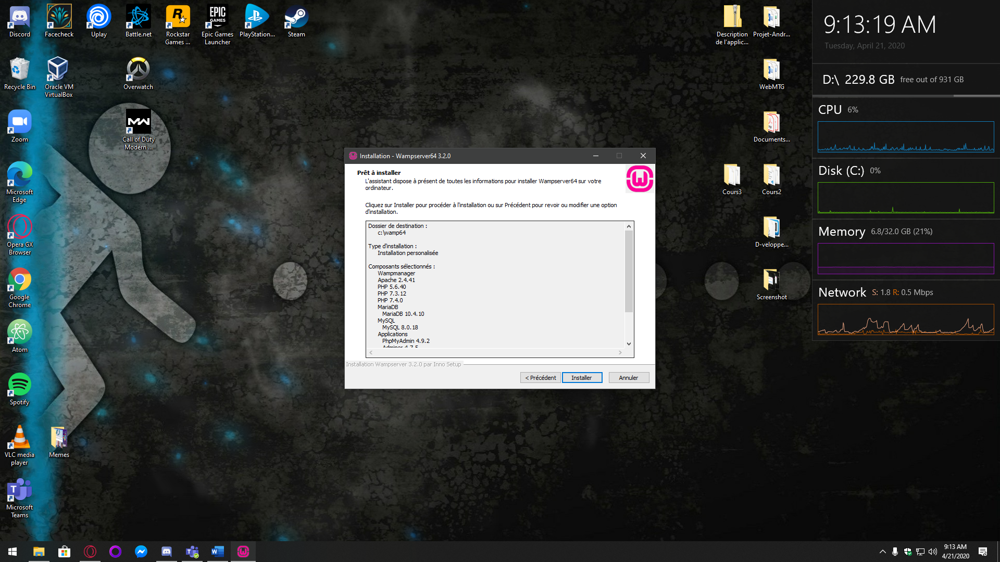 Discord
Facecheck
Uplay
Battle.net
Rockstar
Games ...
Epic Games
Launcher
PlayStation...
Steam
Recycle Bin
Oracle VM
VirtualBox
Overwatch
Zoom
Call of Duty
Modern ...
Microsoft
Edge
Opera GX
Browser
Google
Chrome
Atom
Spotify
VLC media
player
Memes
Microsoft
Teams
EPIC
GAMES
MW
Description
de l'applic...
Projet-Andr...
WebMTG
Documents...
Cours3
Cours2
D-veloppe...
Screenshot
9:13:19 AM
Tuesday, April 21, 2020
D:\ 229.8 GB free out of 931 GB
CPU 6%
Disk (C:) 0%
Memory 6.8/32.0 GB (21%)
Network S: 1.8 R: 0.5 Mbps
Installation - Wampserver64 3.2.0
Prêt à installer
L'assistant dispose à présent de toutes les informations pour installer Wampserver64 sur votre
ordinateur.
Cliquez sur Installer pour procéder à l'installation ou sur Précédent pour revoir ou modifier une option
d'installation.
Dossier de destination :
c:\wamp64
Type d'installation :
Installation personalisée
Composants sélectionnés :
Wampmanager
Apache 2.4.41
PHP 5.6.40
PHP 7.3.12
PHP 7.4.0
MariaDB
MariaDB 10.4.10
MySQL
MySQL 8.0.18
Applications
PhpMyAdmin 4.9.2
Adminer 4.7.5
Installation Wampserver 3.2.0 par Inno Setup
< Précédent
Installer
Annuler
9:13 AM
4/21/2020